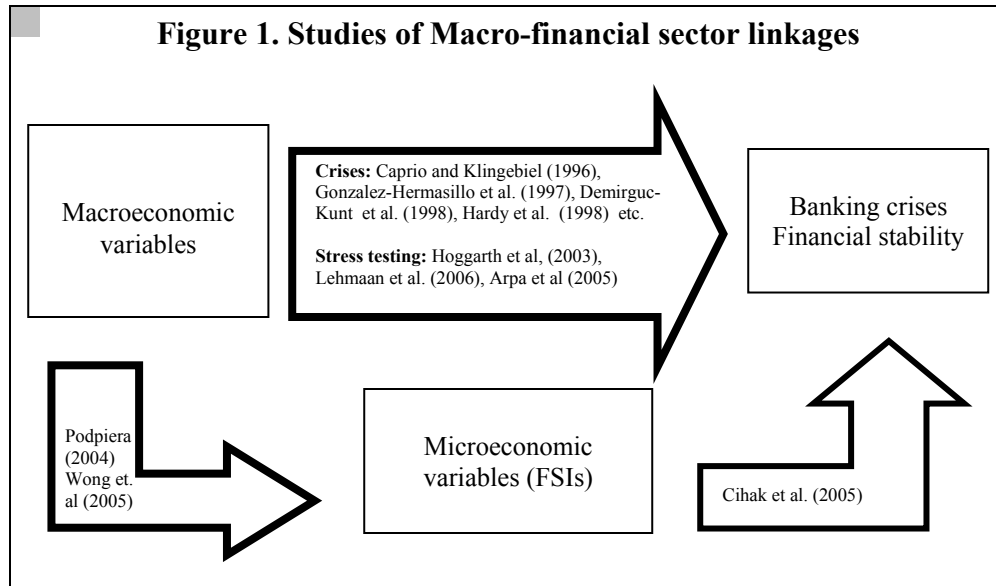 Figure 1. Studies of Macro-financial sector linkages
Macroeconomic
variables
Crises: Caprio and Klingebiel (1996),
Gonzalez-Hermasillo et al. (1997), Demirguc-
Kunt et al. (1998), Hardy et al. (1998) etc.
Stress testing: Hoggarth et al, (2003),
Lehmaan et al. (2006), Arpa et al (2005)
Banking crises
Financial stability
Podpiera
(2004)
Wong et.
al (2005)
Microeconomic
variables (FSIs)
Cihak et al. (2005)